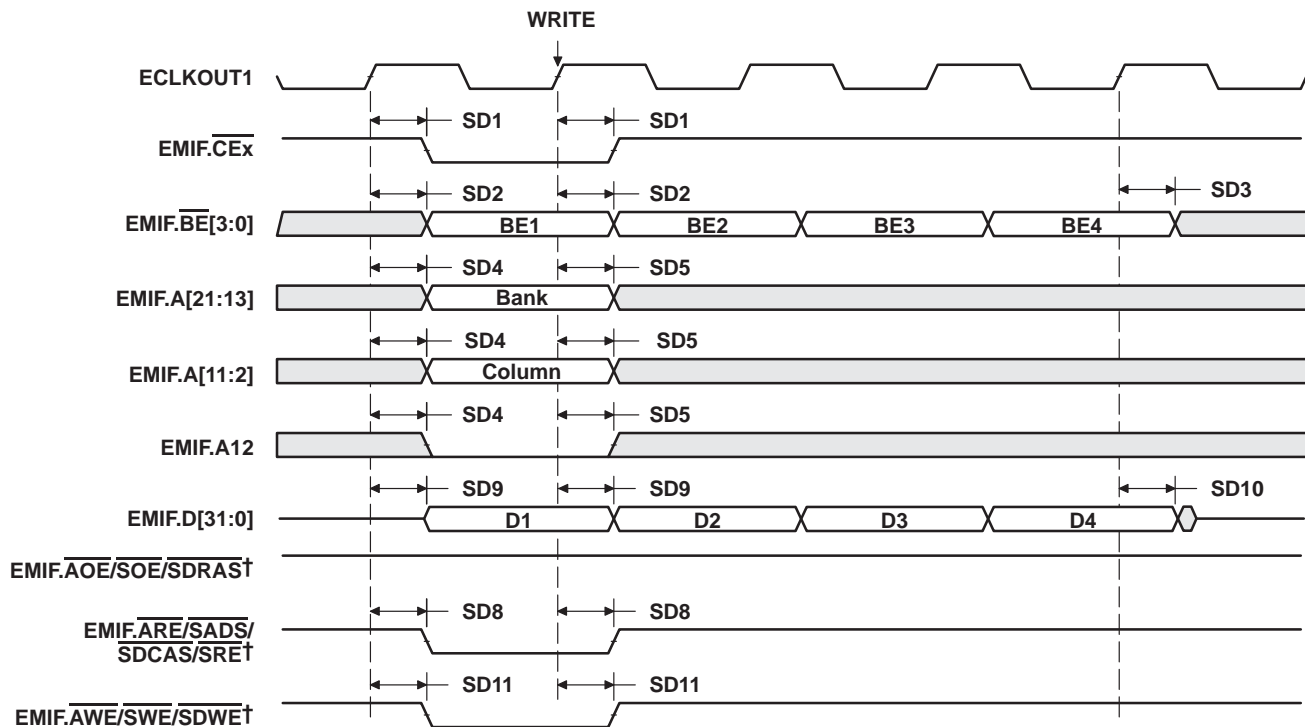 WRITE
ECLKOUT1
SD1 SD1
EMIF.CEx
SD2 SD2 SD3
EMIF.BE[3:0] BE1 BE2 BE3 BE4
SD4 SD5
EMIF.A[21:13] Bank
SD4 SD5
EMIF.A[11:2] Column
SD4 SD5
EMIF.A12
SD9 SD9 SD10
EMIF.D[31:0] D1 D2 D3 D4
EMIF.AOE/SOE/SDRAS†
SD8 SD8
EMIF.ARE/SADS/
SDCAS/SRE†
SD11 SD11
EMIF.AWE/SWE/SDWE†